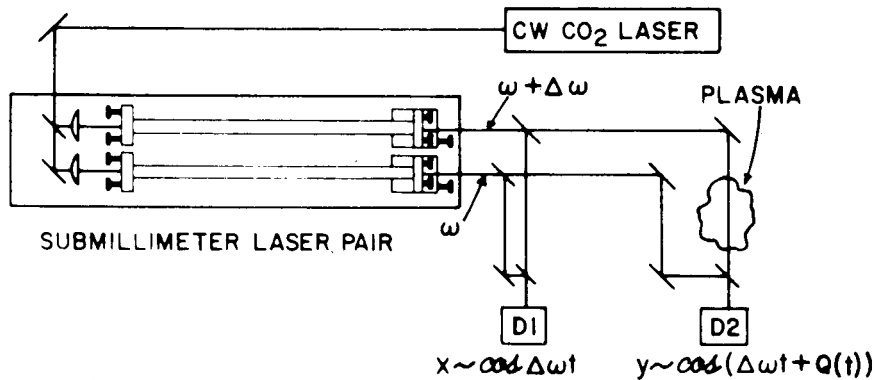 CW CO₂ LASER
ω + Δω
PLASMA
ω
SUBMILLIMETER LASER PAIR
D1
D2
x ~ cos Δωt
y ~ cos (Δωt + Q(t))